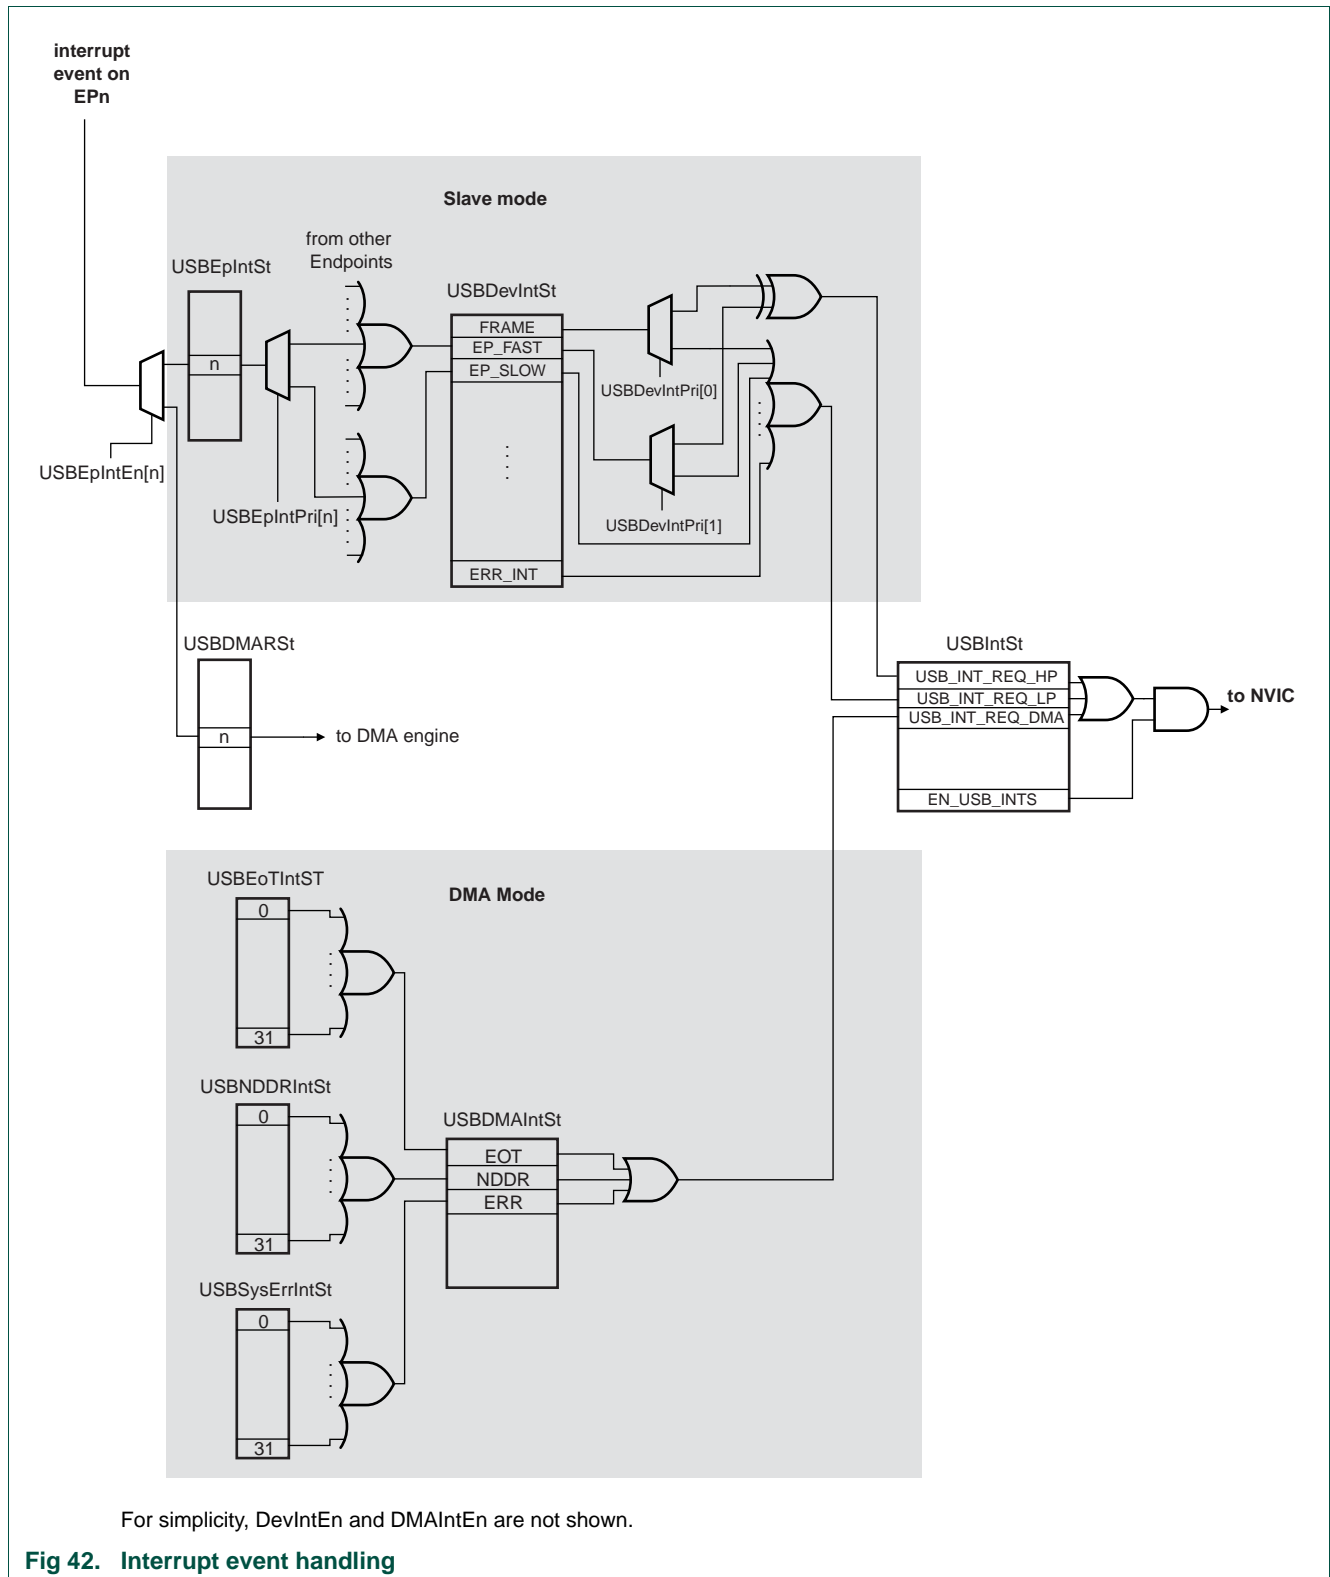 interrupt
event on
EPn
Slave mode
from other
Endpoints
USBEpIntSt
n
USBEpIntEn[n]
USBEpIntPri[n]
USBDevIntSt
FRAME
EP_FAST
EP_SLOW
ERR_INT
USBDevIntPri[0]
USBDevIntPri[1]
USBDMARSt
n
to DMA engine
USBIntSt
USB_INT_REQ_HP
USB_INT_REQ_LP
USB_INT_REQ_DMA
EN_USB_INTS
to NVIC
DMA Mode
USBEoTIntST
0
31
USBNDDRIntSt
0
31
USBDMAIntSt
EOT
NDDR
ERR
USBSysErrIntSt
0
31
For simplicity, DevIntEn and DMAIntEn are not shown.
Fig 42. Interrupt event handling